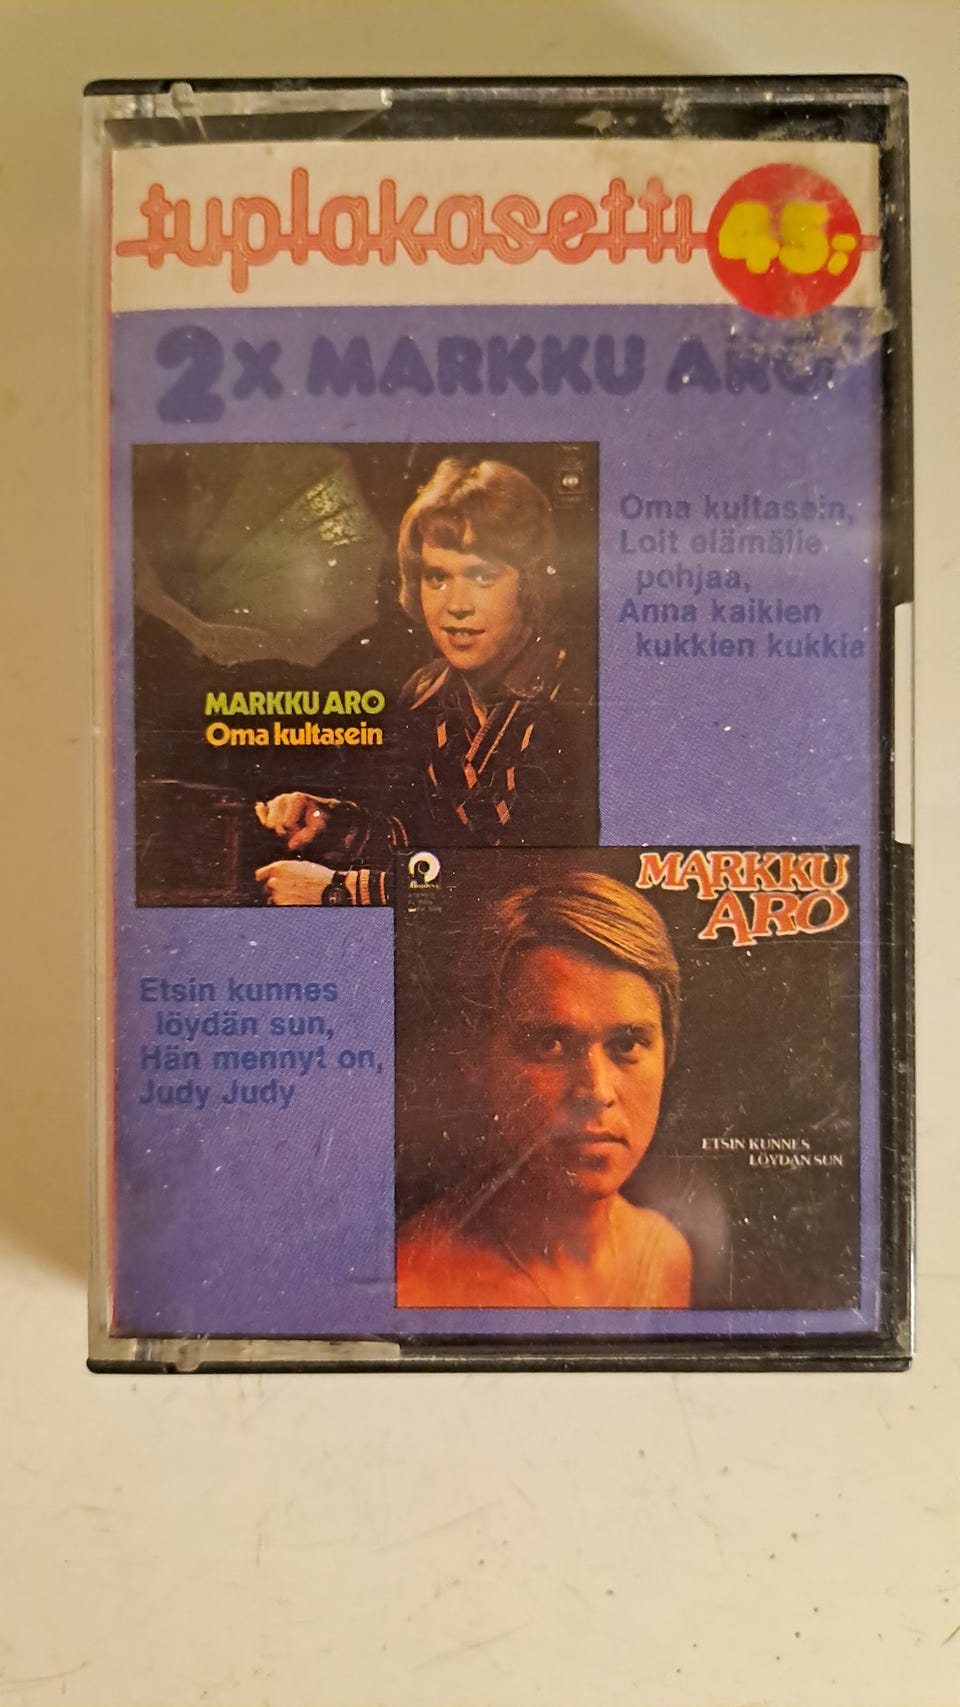 tuplakasetti
45:-
2x MARKKU ARO
Oma kultasein,
Loit elämälle
pohjaa,
Anna kaikien
kukkien kukkia
MARKKU ARO
Oma kultasein
MARKKU
ARO
Etsin kunnes
löydän sun,
Hän mennyt on,
Judy Judy
ETSIN KUNNES
LÖYDÄN SUN